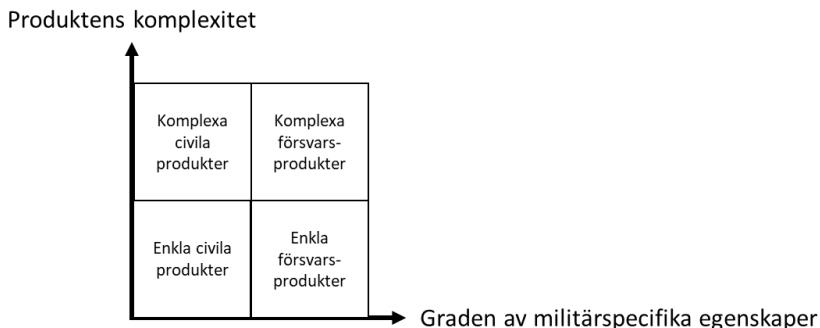 Produktens komplexitet
Komplexa
civila
produkter
Komplexa
försvars-
produkter
Enkla civila
produkter
Enkla
försvars-
produkter
Graden av militärspecifika egenskaper